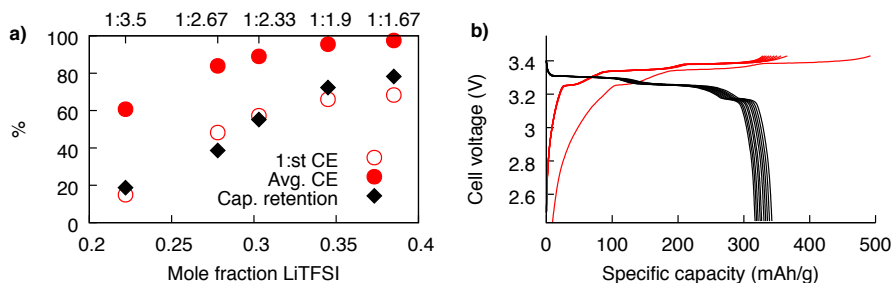 a)
1:3.5 1:2.67 1:2.33 1:1.9 1:1.67
100
80
60
40
20
0
%
1:st CE
Avg. CE
Cap. retention
0.2 0.25 0.3 0.35 0.4
Mole fraction LiTFSI
b)
3.4
3.2
3
2.8
2.6
Cell voltage (V)
0 100 200 300 400 500
Specific capacity (mAh/g)